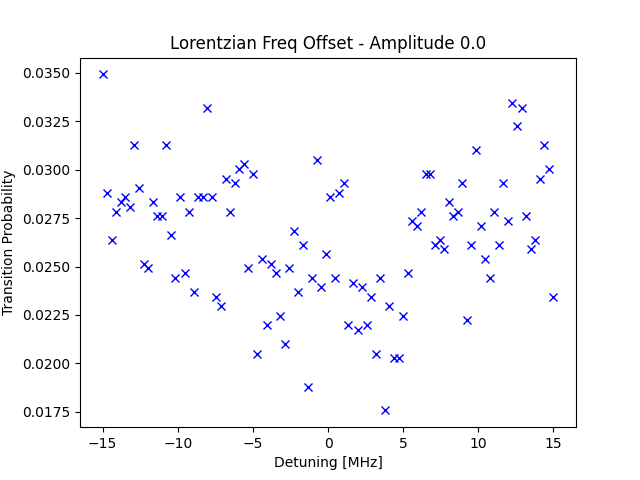 Lorentzian Freq Offset - Amplitude 0.0
Transition Probability
0.0350
0.0325
0.0300
0.0275
0.0250
0.0225
0.0200
0.0175
−15 −10 −5 0 5 10 15
Detuning [MHz]